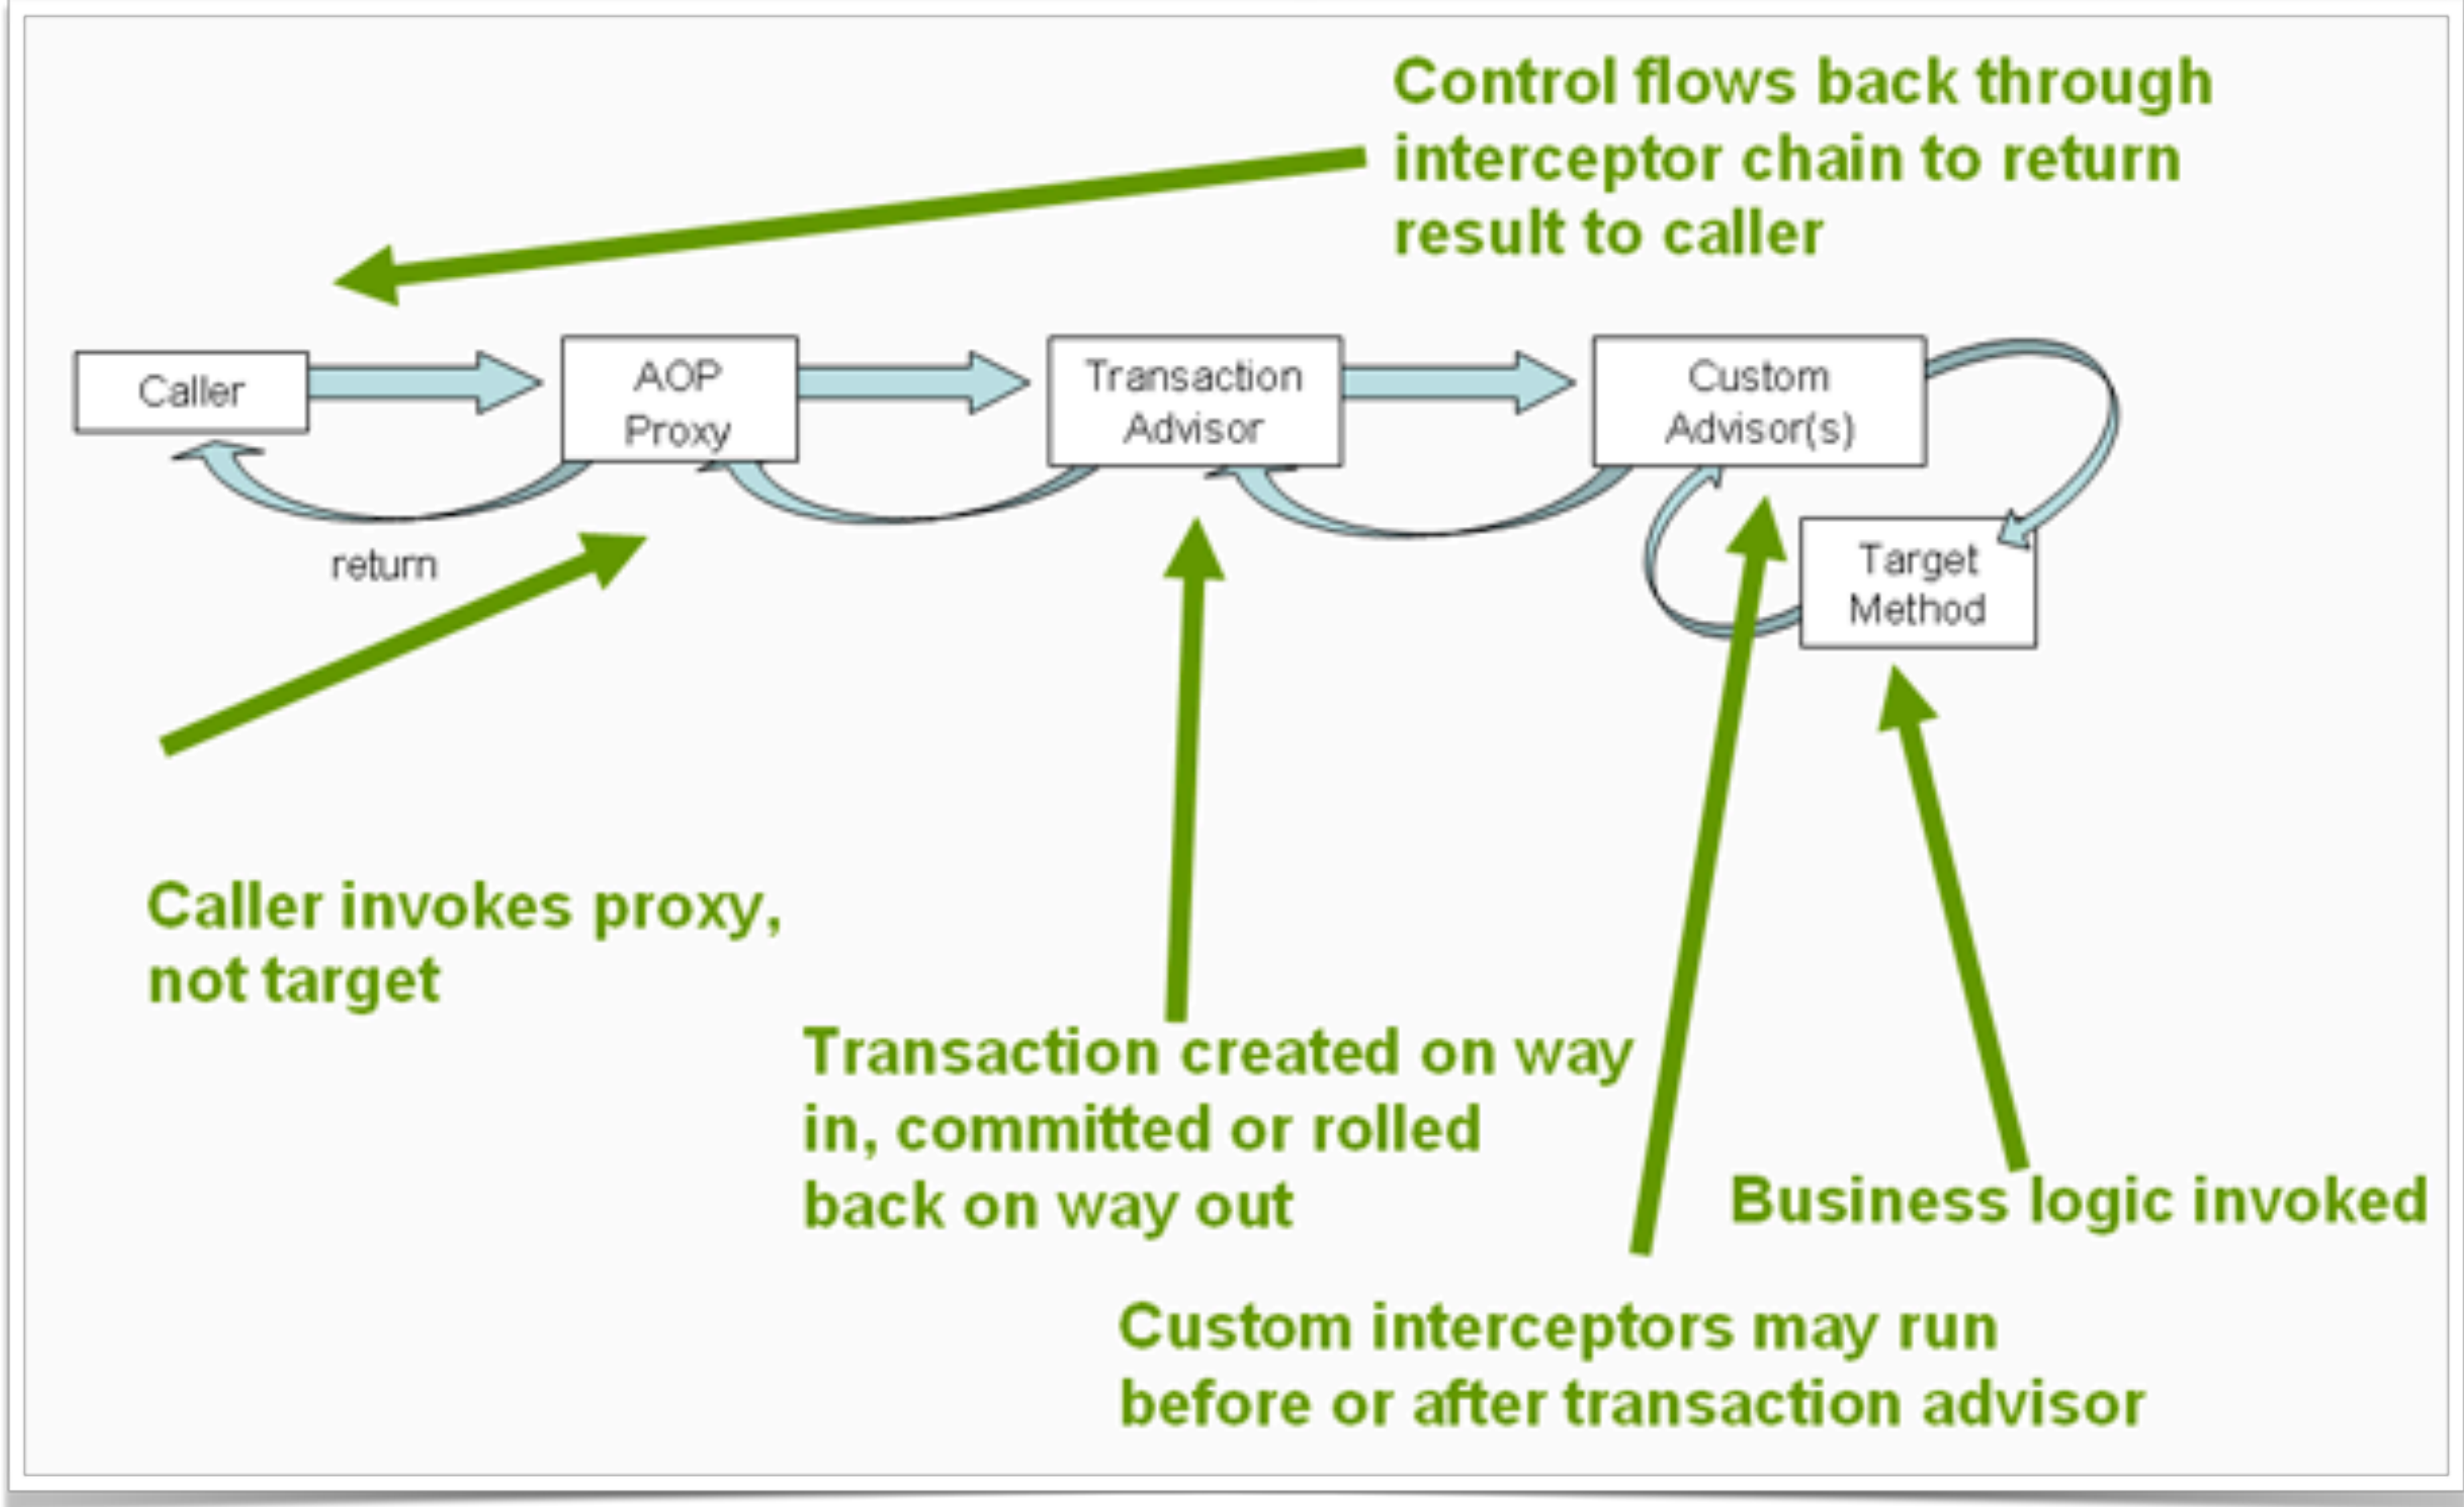 Control flows back through
interceptor chain to return
result to caller
Caller
AOP
Proxy
Transaction
Advisor
Custom
Advisor(s)
return
Target
Method
Caller invokes proxy,
not target
Transaction created on way
in, committed or rolled
back on way out
Business logic invoked
Custom interceptors may run
before or after transaction advisor